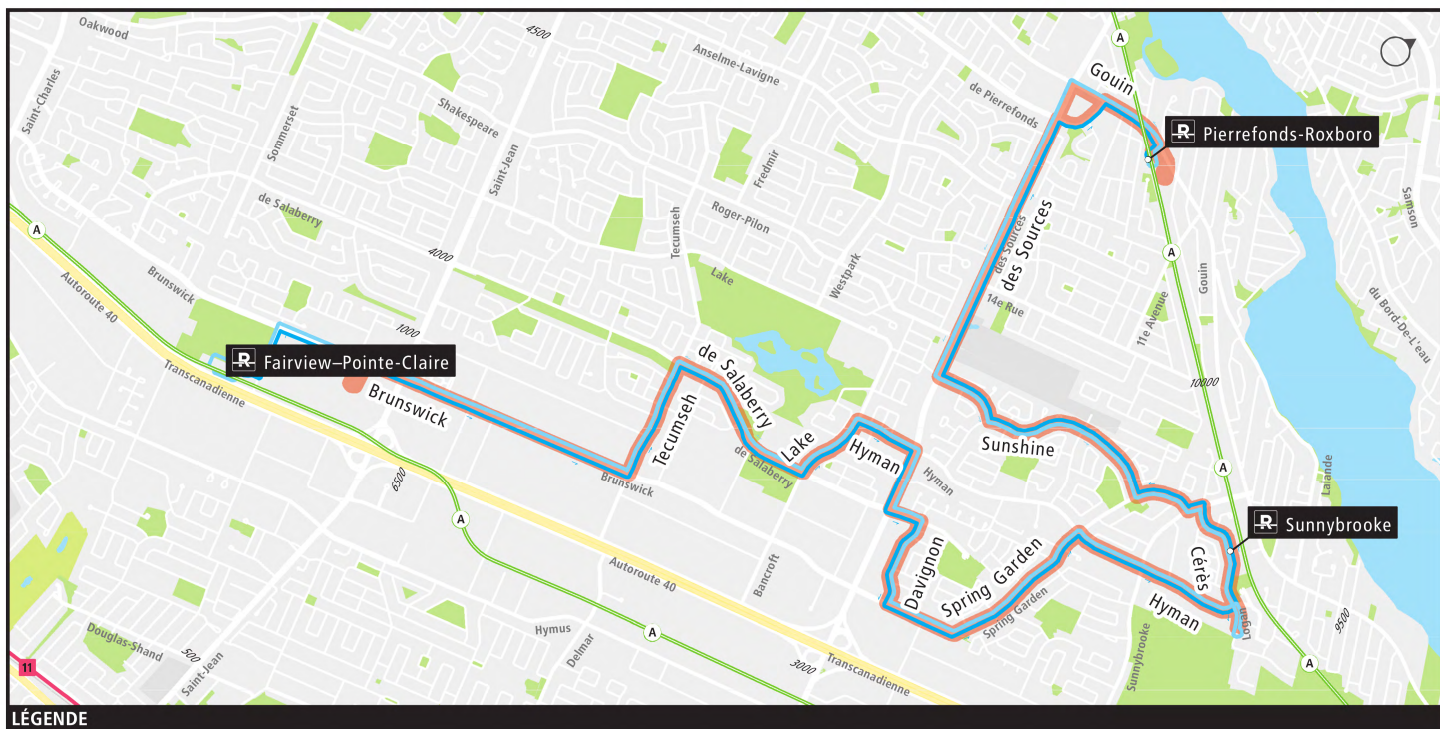 Oakwood
4500
Anselme-Lavigne
A
Gouin
de Pierrefonds
Saint-Charles
Shakespeare
Sommerset
Saint-Jean
Fredmir
R Pierrefonds-Roxboro
de Salaberry
Tecumseh
Roger-Pilon
des Sources
des Sources
Samson
A
4000
Lake
Westpark
A
Gouin
Brunswick
Autoroute 40
14e Rue
11e Avenue
du Bord-De-L'eau
1000
R Fairview–Pointe-Claire
Transcanadienne
de Salaberry
10000
Brunswick
Tecumseh
Lake
Hyman
Sunshine
de Salaberry
6500
Brunswick
Hyman
A
Lalande
A
R Sunnybrooke
Autoroute 40
Bancroft
Davignon
Spring Garden
Spring Garden
Cérès
Hyman
Logan
9500
Douglas-Shand
500
Saint-Jean
11
Hymus
Delmar
A
3000
Transcanadienne
Sunnybrooke
A
LÉGENDE